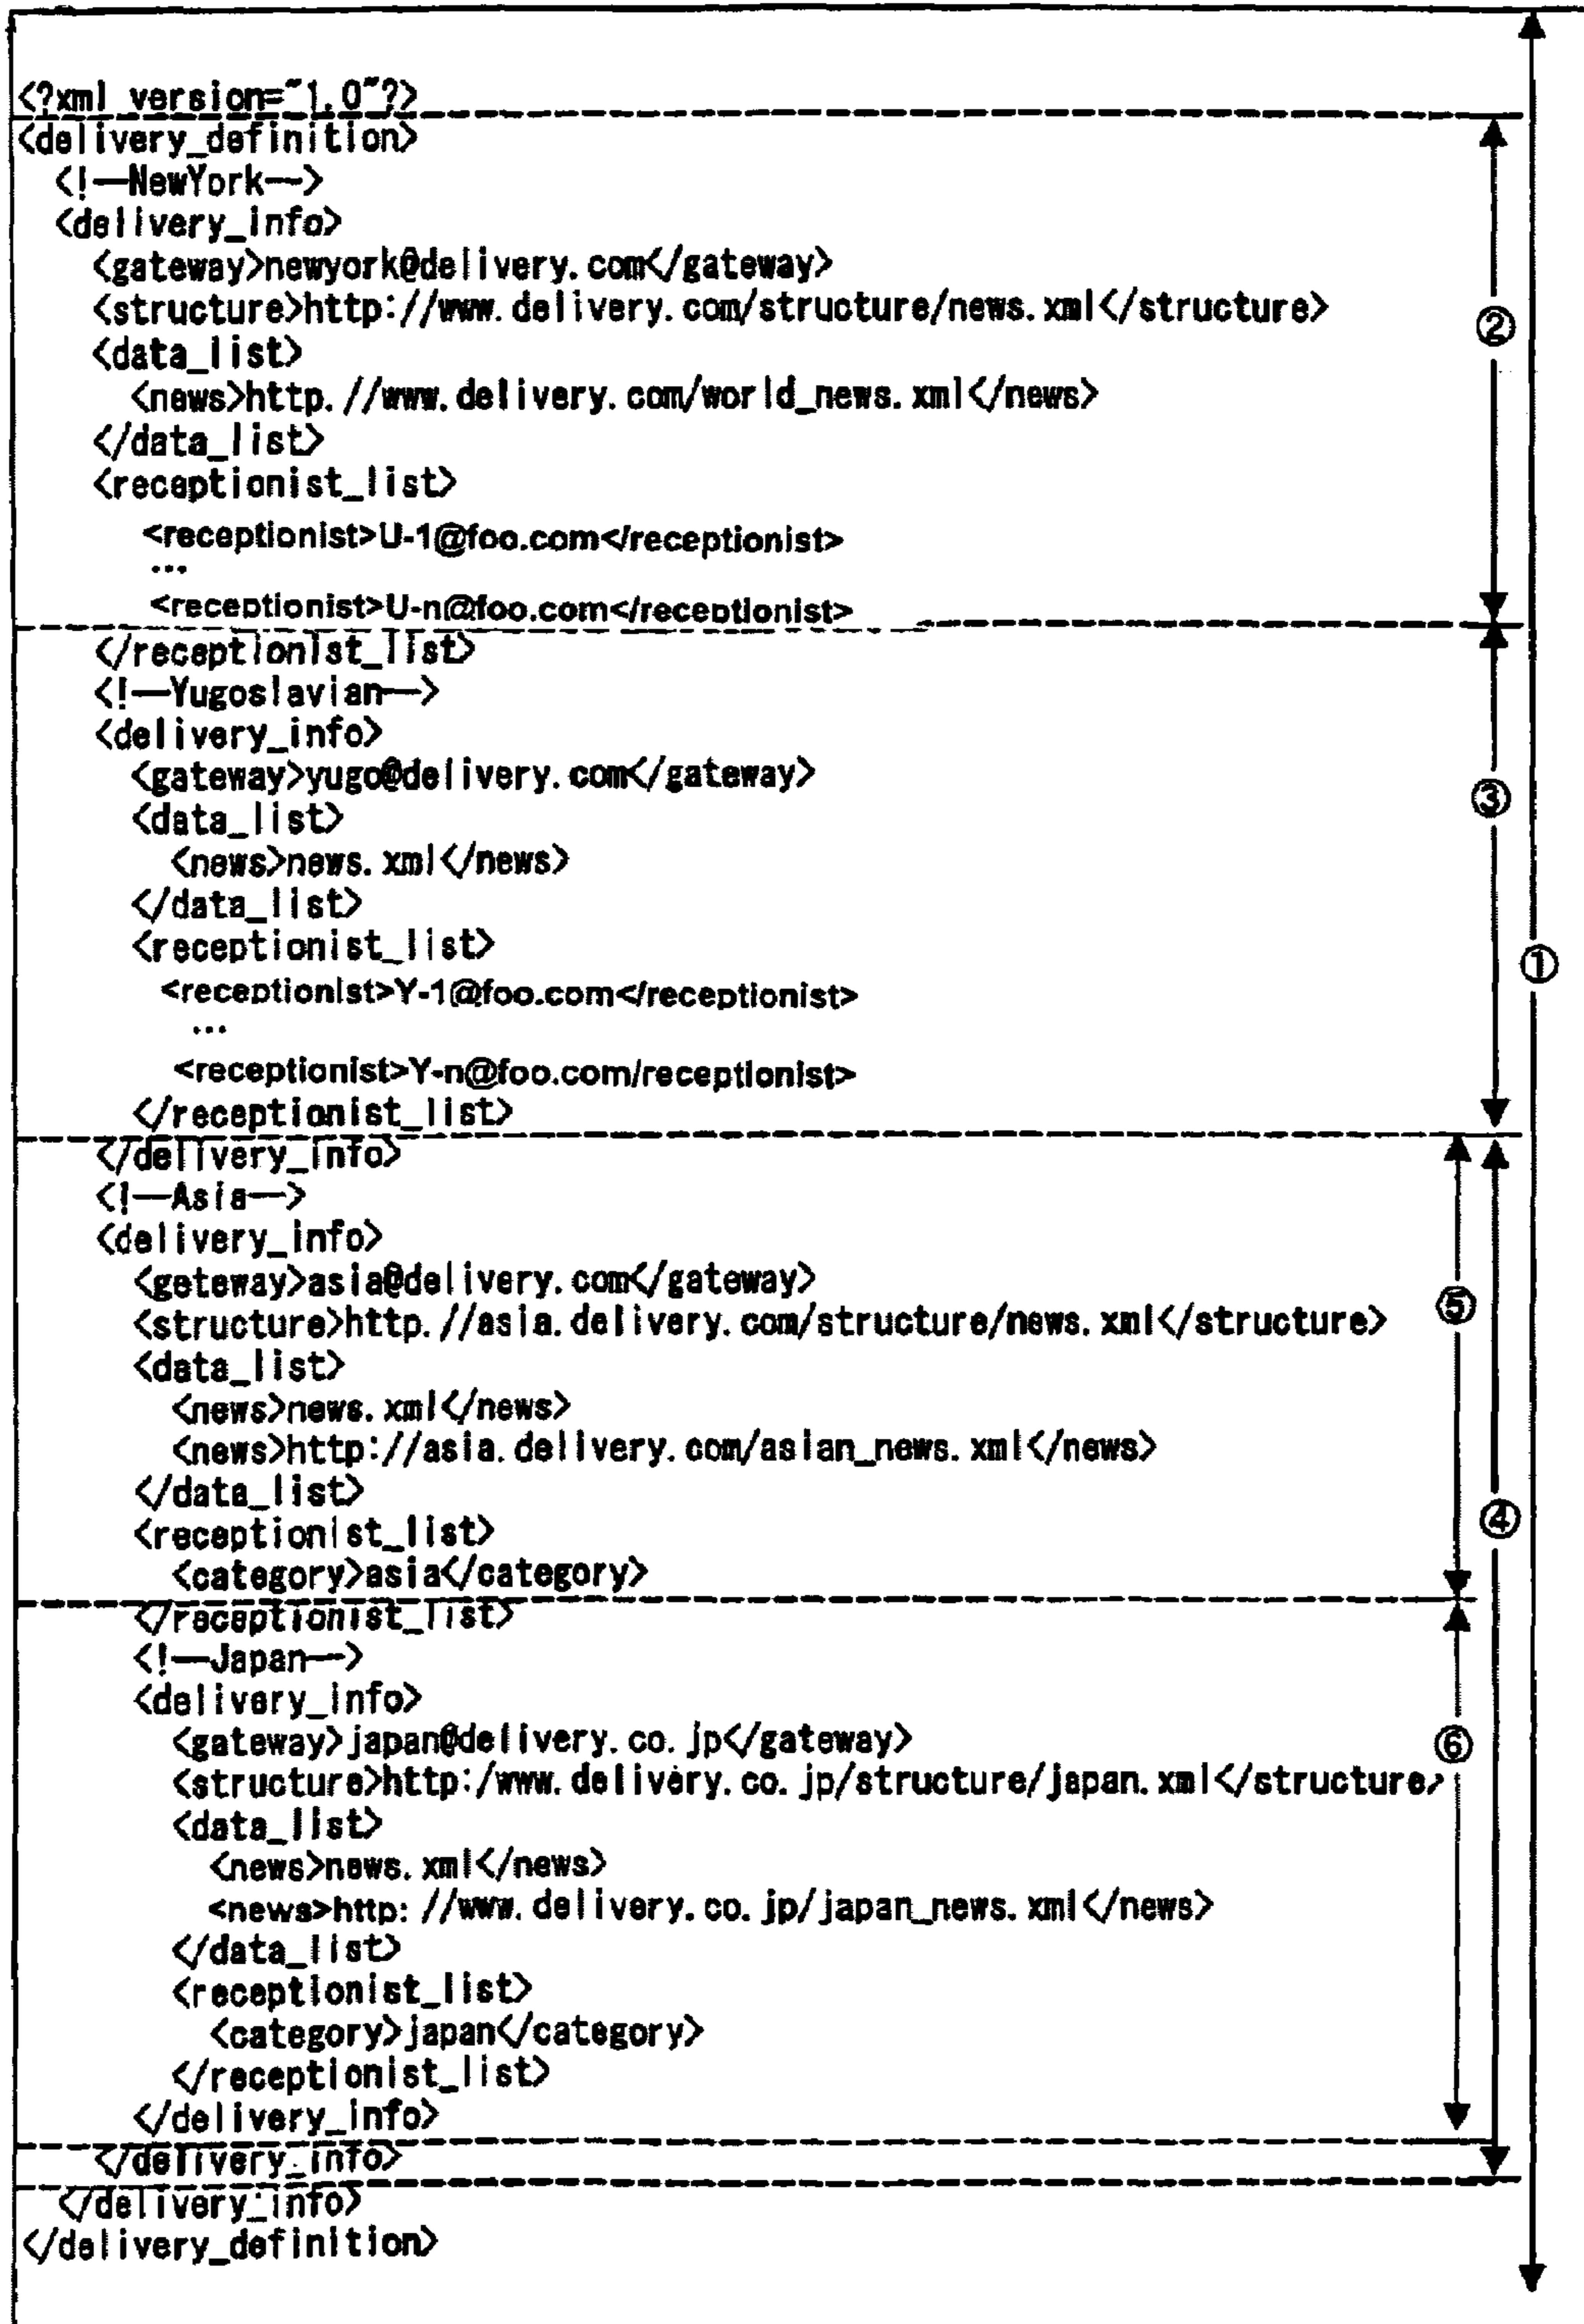 <?xml version="1.0"?>
<delivery_definition>
<!—NewYork—>
<delivery_info>
<gateway>newyork@delivery.com</gateway>
<structure>http://www.delivery.com/structure/news.xml</structure>
<data_list>
<news>http.//www.delivery.com/world_news.xml</news>
</data_list>
②
<receptionist_list>
<receptionist>U-1@foo.com</receptionist>
...
<receptionist>U-n@foo.com</receptionist>
</receptionist_list>
<!—Yugoslavian—>
<delivery_info>
<gateway>yugo@delivery.com</gateway>
③
<data_list>
<news>news.xml</news>
</data_list>
<receptionist_list>
①
<receptionist>Y-1@foo.com</receptionist>
...
<receptionist>Y-n@foo.com/receptionist>
</receptionist_list>
</delivery_info>
<!—Asia—>
<delivery_info>
<gateway>asia@delivery.com</gateway>
⑤
<structure>http.//asia.delivery.com/structure/news.xml</structure>
<data_list>
<news>news.xml</news>
<news>http://asia.delivery.com/asian_news.xml</news>
</data_list>
④
<receptionist_list>
<category>asia</category>
</receptionist_list>
<!—Japan—>
<delivery_info>
<gateway>japan@delivery.co.jp</gateway>
⑥
<structure>http:/www.delivery.co.jp/structure/japan.xml</structure>
<data_list>
<news>news.xml</news>
<news>http://www.delivery.co.jp/japan_news.xml</news>
</data_list>
<receptionist_list>
<category>japan</category>
</receptionist_list>
</delivery_info>
</delivery_info>
</delivery_info>
</delivery_definition>